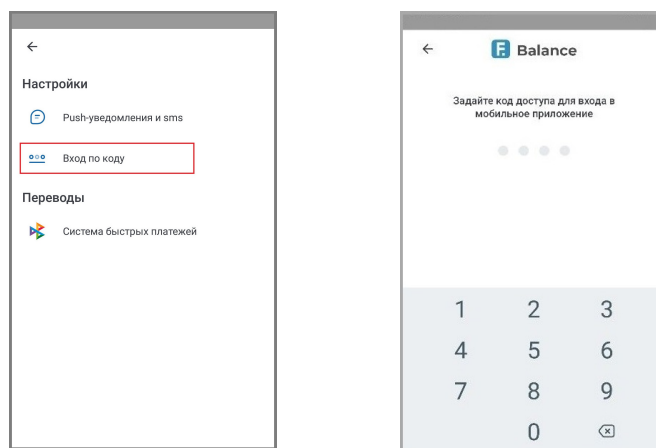 Настройки
Push-уведомления и sms
Вход по коду
Переводы
Система быстрых платежей
F. Balance
Задайте код доступа для входа в
мобильное приложение
1 2 3
4 5 6
7 8 9
0